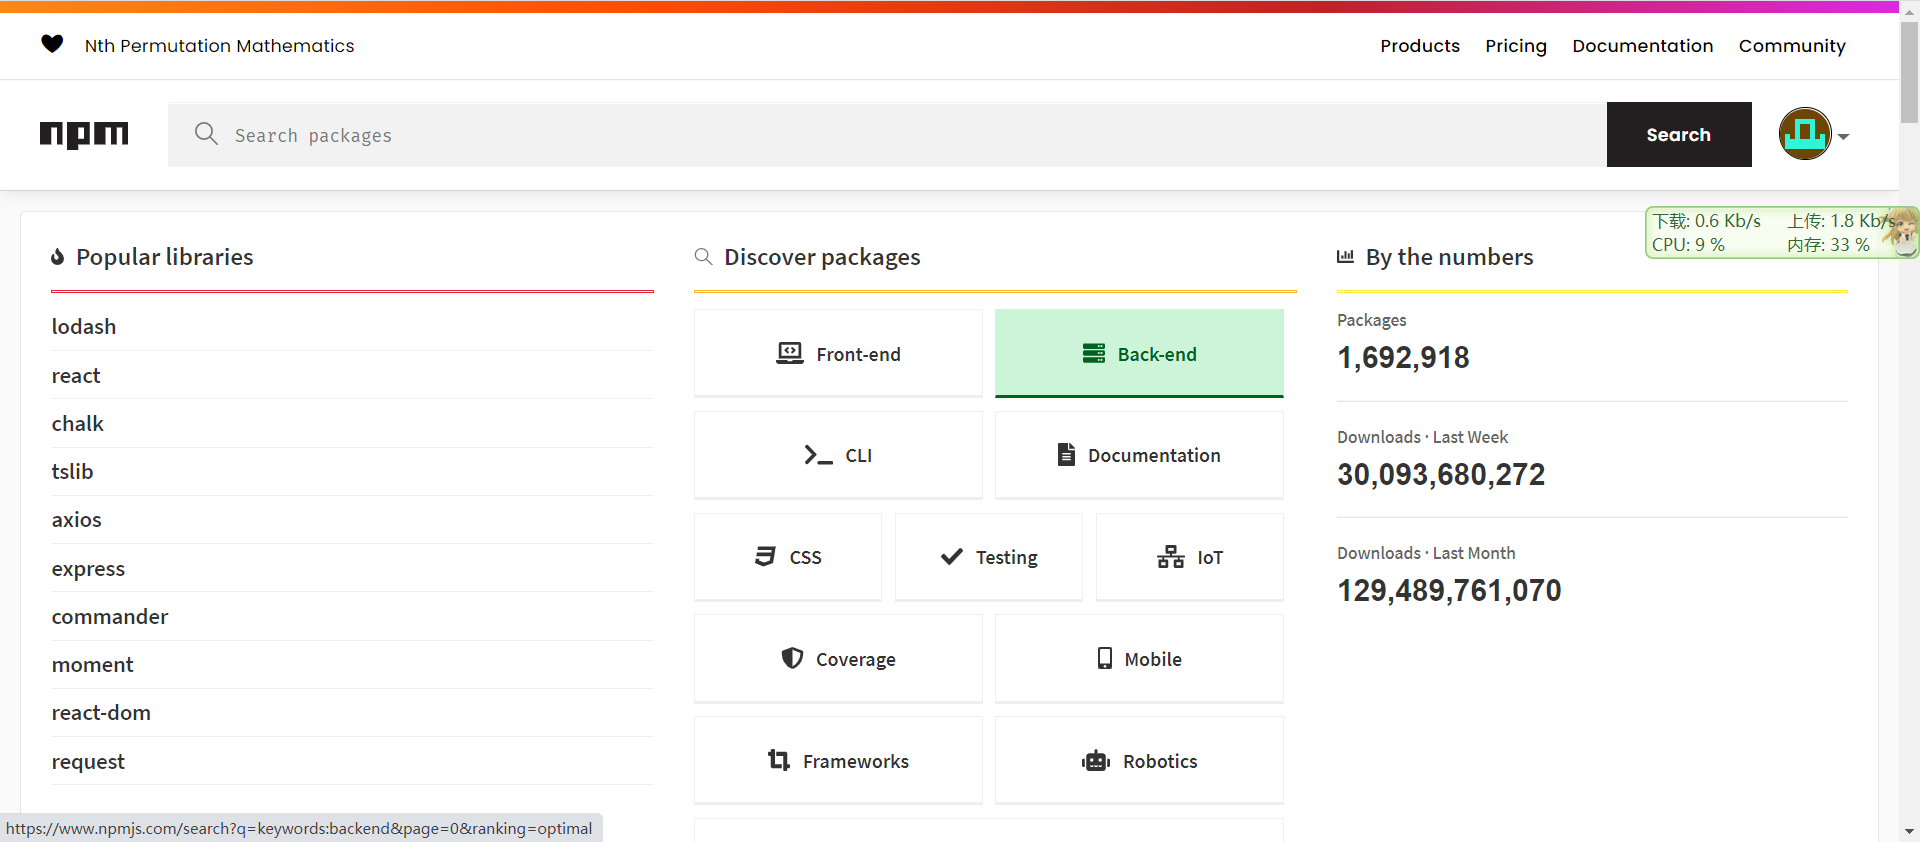 Nth Permutation Mathematics
Products Pricing Documentation Community
npm
Search packages
Search
下载: 0.6 Kb/s 上传: 1.8 Kb/s
CPU: 9 % 内存: 33 %
Popular libraries
lodash
react
chalk
tslib
axios
express
commander
moment
react-dom
request
Discover packages
Front-end
Back-end
CLI
Documentation
CSS
Testing
IoT
Coverage
Mobile
Frameworks
Robotics
By the numbers
Packages
1,692,918
Downloads · Last Week
30,093,680,272
Downloads · Last Month
129,489,761,070
https://www.npmjs.com/search?q=keywords:backend&page=0&ranking=optimal